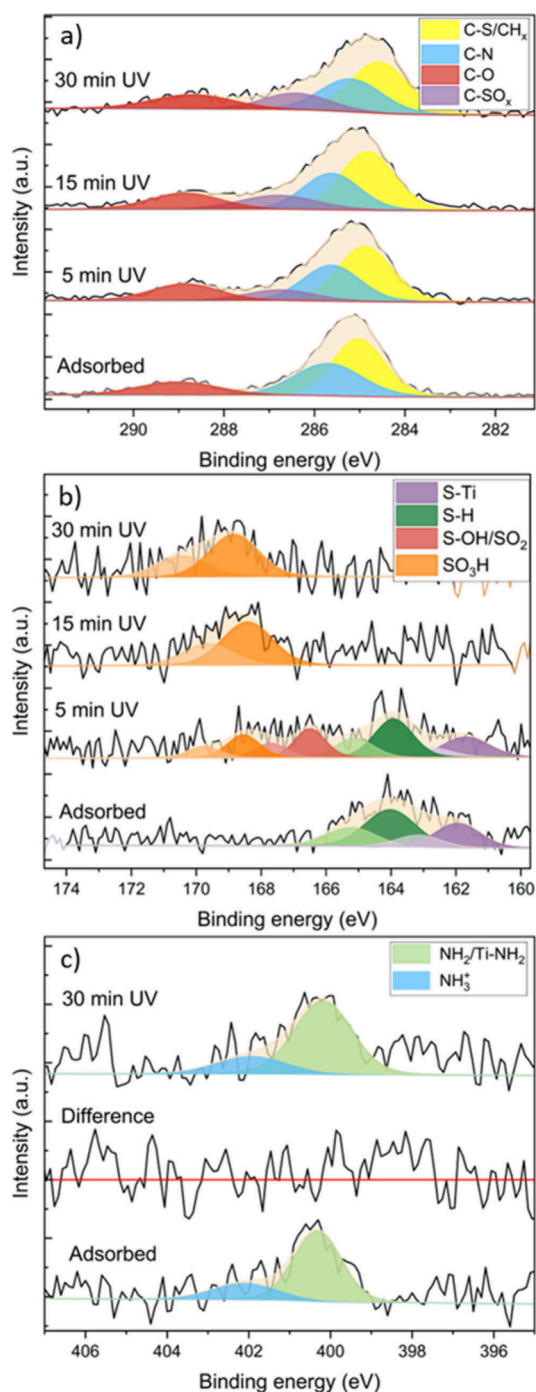 a)
C-S/CHₓ
C-N
C-O
C-SOₓ
30 min UV
15 min UV
5 min UV
Adsorbed
Intensity (a.u.)
290 288 286 284 282
Binding energy (eV)
b)
S-Ti
S-H
S-OH/SO₂
SO₃H
30 min UV
15 min UV
5 min UV
Adsorbed
Intensity (a.u.)
174 172 170 168 166 164 162 160
Binding energy (eV)
c)
NH₂/Ti-NH₂
NH₃⁺
30 min UV
Difference
Adsorbed
Intensity (a.u.)
406 404 402 400 398 396
Binding energy (eV)